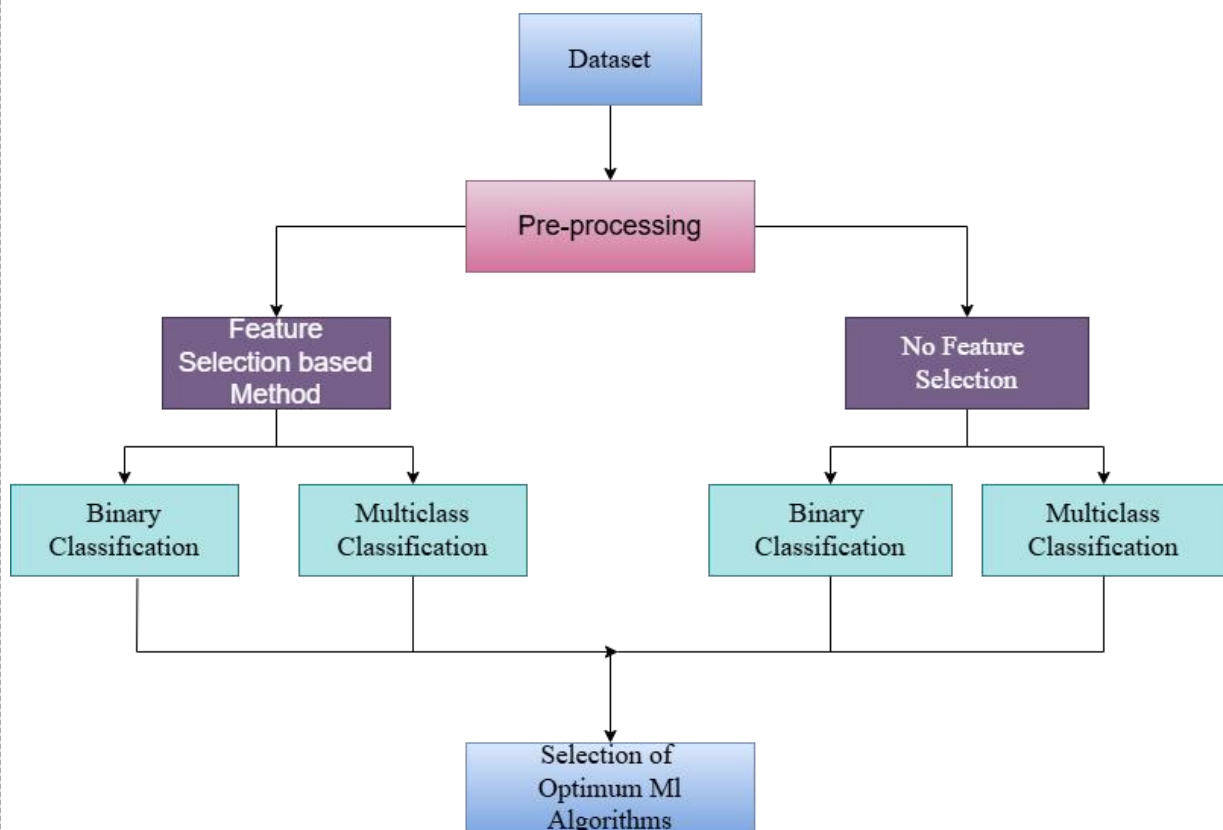 Dataset
Pre-processing
Feature
Selection based
Method
No Feature
Selection
Binary
Classification
Multiclass
Classification
Binary
Classification
Multiclass
Classification
Selection of
Optimum Ml
Algorithms